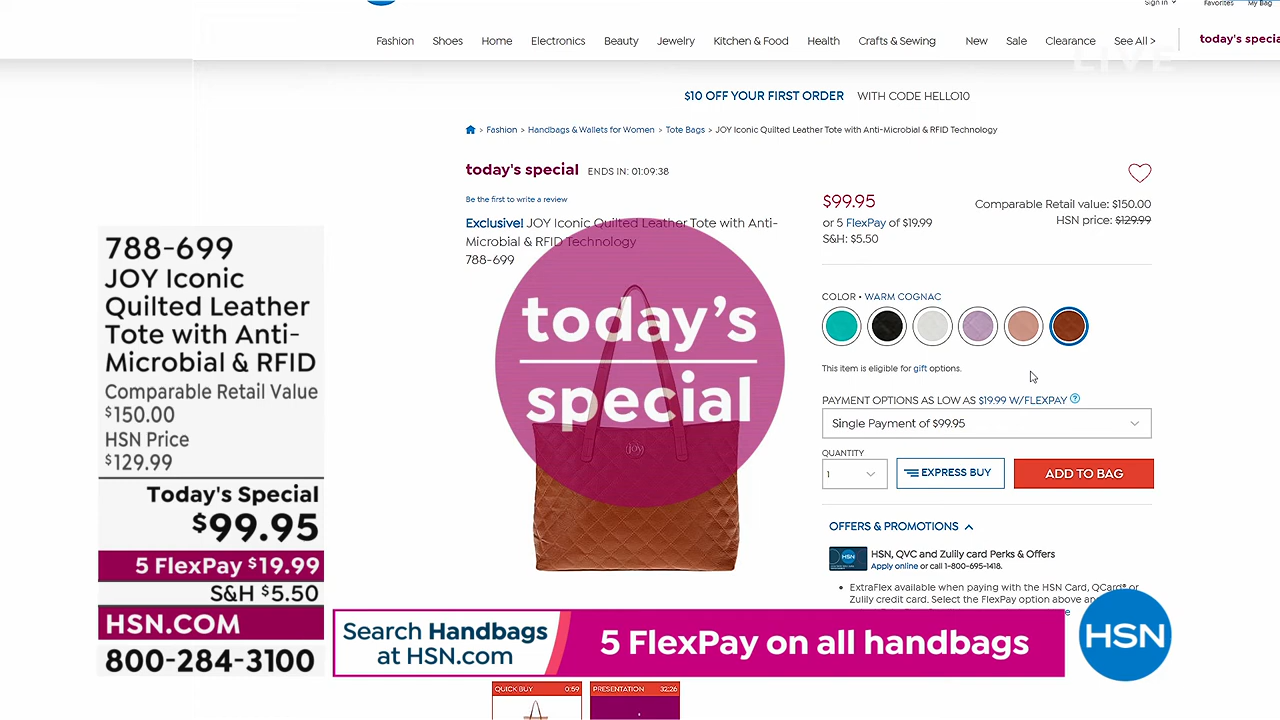 Sign In
Favorites
My Bag
Fashion
Shoes
Home
Electronics
Beauty
Jewelry
Kitchen & Food
Health
Crafts & Sewing
New
Sale
Clearance
See All >
today's specia
LIVE
$10 OFF YOUR FIRST ORDER WITH CODE HELLO10
> Fashion > Handbags & Wallets for Women > Tote Bags > JOY Iconic Quilted Leather Tote with Anti-Microbial & RFID Technology
today's special ENDS IN: 01:09:38
Be the first to write a review
Exclusive! JOY Iconic Quilted Leather Tote with Anti-
Microbial & RFID Technology
788-699
$99.95
or 5 FlexPay of $19.99
S&H: $5.50
Comparable Retail value: $150.00
HSN price: $129.99
COLOR • WARM COGNAC
This item is eligible for gift options.
PAYMENT OPTIONS AS LOW AS $19.99 W/FLEXPAY ?
Single Payment of $99.95
QUANTITY
1
EXPRESS BUY
ADD TO BAG
OFFERS & PROMOTIONS
HSN
HSN, QVC and Zulily card Perks & Offers
Apply online or call 1-800-695-1418.
• ExtraFlex available when paying with the HSN Card, QCard® or
Zulily credit card. Select the FlexPay option above an
today's
special
joy
788-699
JOY Iconic
Quilted Leather
Tote with Anti-
Microbial & RFID
Comparable Retail Value
$150.00
HSN Price
$129.99
Today's Special
$99.95
5 FlexPay $19.99
S&H $5.50
HSN.COM
800-284-3100
Search Handbags
at HSN.com
5 FlexPay on all handbags
HSN
QUICK BUY 0:59
PRESENTATION 32:26